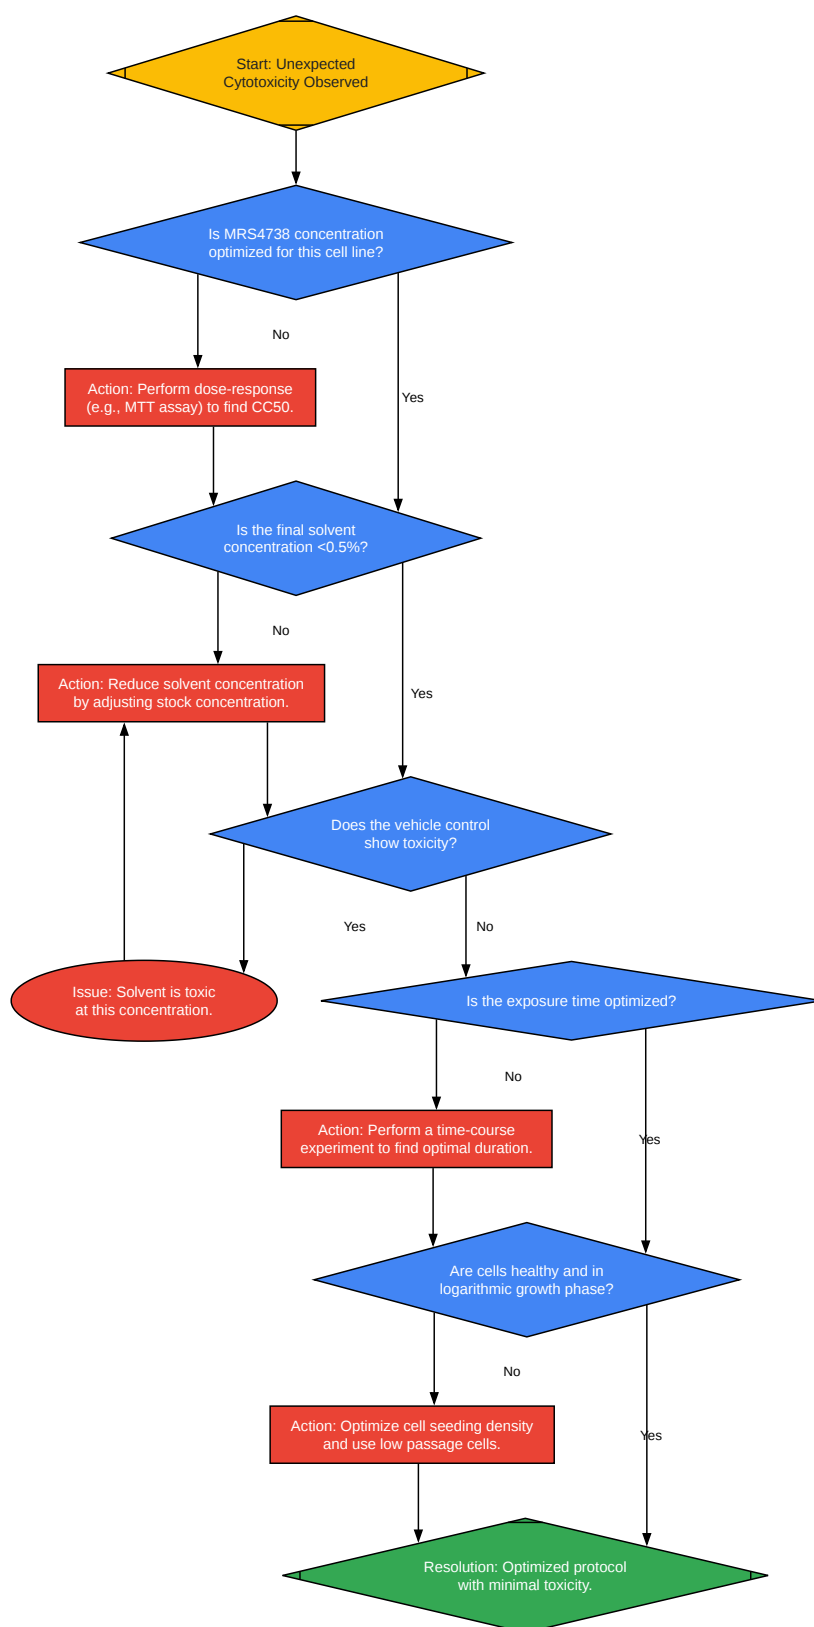 Start: Unexpected
Cytotoxicity Observed
Is MRS4738 concentration
optimized for this cell line?
No
Action: Perform dose-response
(e.g., MTT assay) to find CC50.
Yes
Is the final solvent
concentration <0.5%?
No
Action: Reduce solvent concentration
by adjusting stock concentration.
Yes
Does the vehicle control
show toxicity?
Yes
No
Issue: Solvent is toxic
at this concentration.
Is the exposure time optimized?
No
Action: Perform a time-course
experiment to find optimal duration.
Yes
Are cells healthy and in
logarithmic growth phase?
No
Action: Optimize cell seeding density
and use low passage cells.
Yes
Resolution: Optimized protocol
with minimal toxicity.